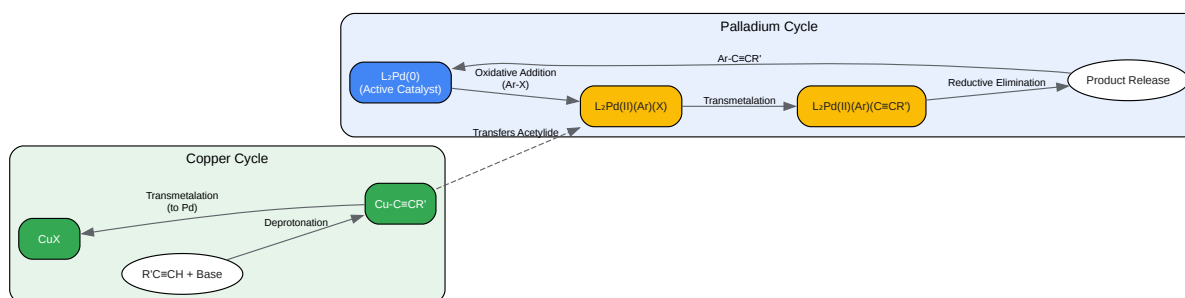 Palladium Cycle
Ar-C≡CR'
L₂Pd(0)
(Active Catalyst)
Oxidative Addition
(Ar-X)
L₂Pd(II)(Ar)(X)
Transmetalation
L₂Pd(II)(Ar)(C≡CR')
Reductive Elimination
Product Release
Transfers Acetylide
Copper Cycle
Transmetalation
(to Pd)
Cu-C≡CR'
Deprotonation
CuX
R'C≡CH + Base